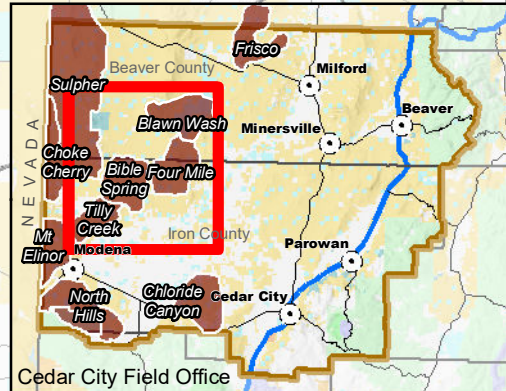 Frisco
Beaver County
Milford
Sulpher
Beaver
Blawn Wash
Minersville
NEVADA
Choke
Cherry
Bible
Spring
Four Mile
Tilly
Creek
Iron County
Mt
Elinor
Modena
Parowan
North
Hills
Chloride
Canyon
Cedar City
Cedar City Field Office